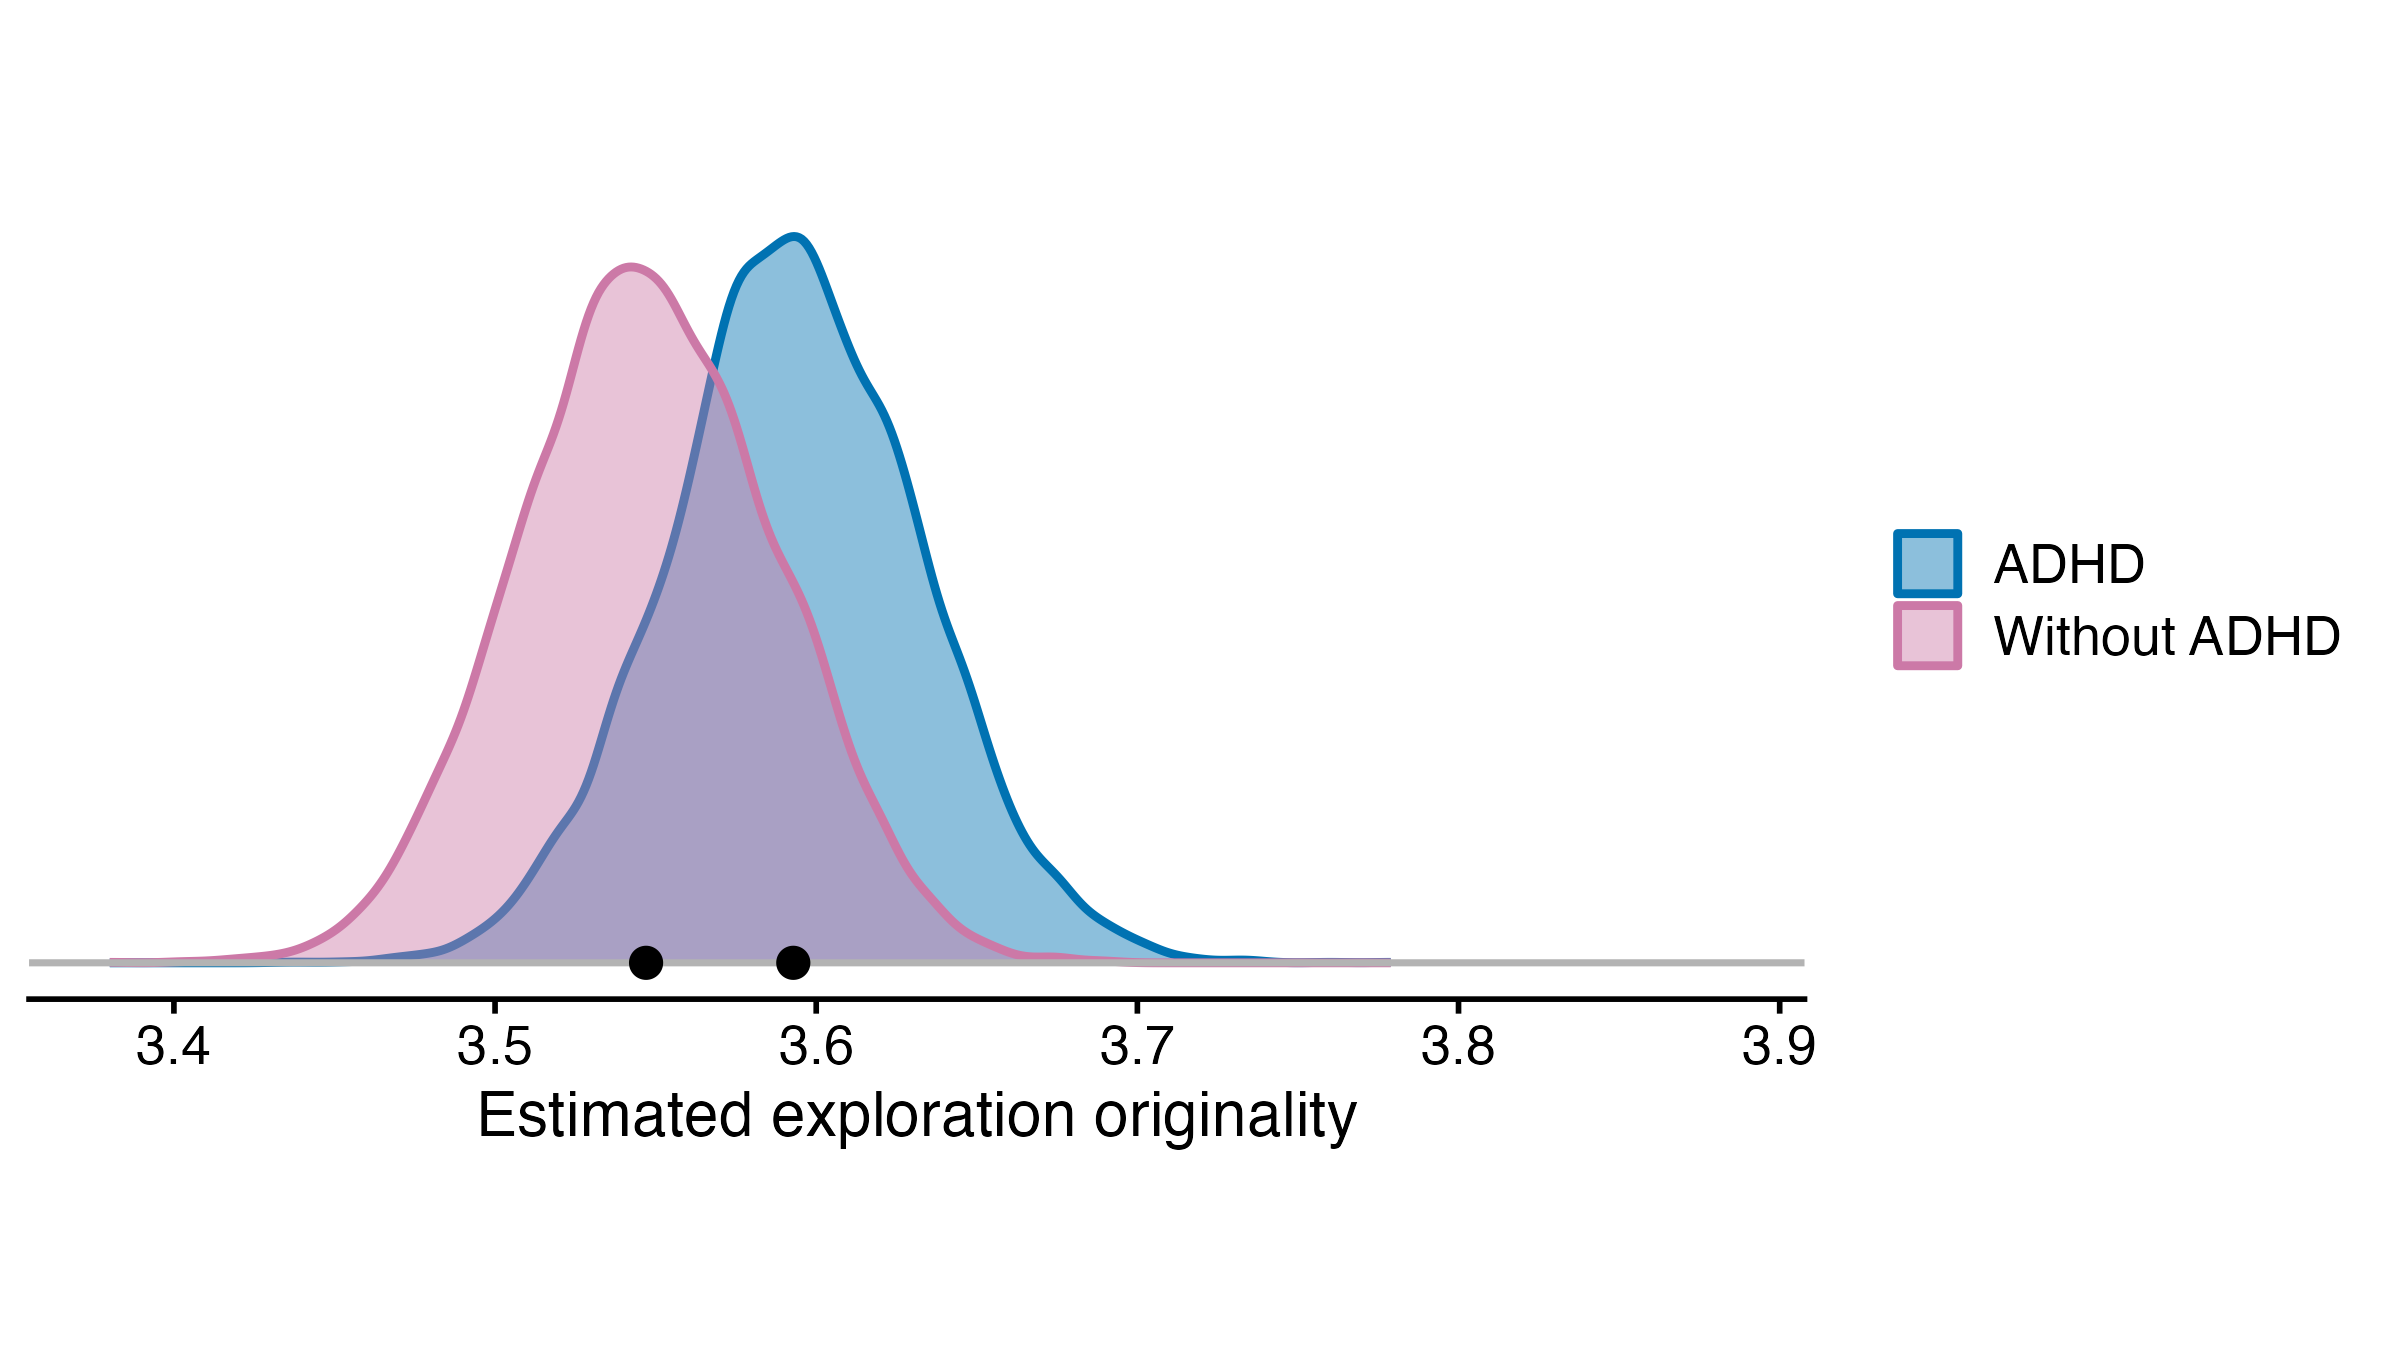 ADHD
Without ADHD
3.4 3.5 3.6 3.7 3.8 3.9
Estimated exploration originality